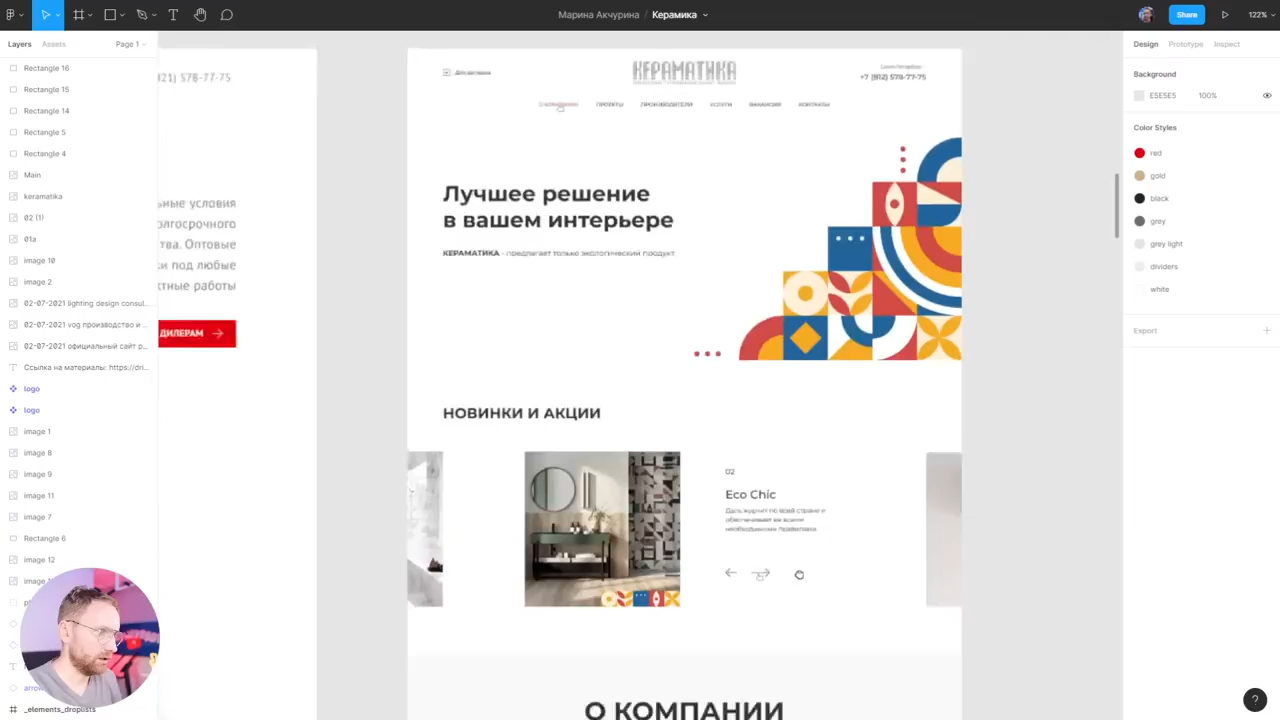 Марина Акчурина / Керамика
Share
122%
Layers
Assets
Page 1
Rectangle 16
Rectangle 15
Rectangle 14
Rectangle 5
Rectangle 4
Main
keramatika
02 (1)
01a
image 10
image 2
02-07-2021 lighting design consul...
02-07-2021 vog производство и ...
02-07-2021 официальный сайт р...
Ссылка на материалы: https://dri...
logo
logo
image 1
image 8
image 9
image 11
image 7
Rectangle 6
image 12
_elements_droplists
21) 578-77-75
ьные условия
олгосрочного
тва. Оптовые
ки под любые
ктные работы
ДИЛЕРАМ
КЕРАМАТИКА
Санкт-Петербург
+7 (812) 578-77-75
О КОМПАНИИ
ПРОЕКТЫ
ПРОИЗВОДИТЕЛИ
УСЛУГИ
ВАКАНСИИ
КОНТАКТЫ
Лучшее решение
в вашем интерьере
КЕРАМАТИКА - предлагает только экологический продукт
НОВИНКИ И АКЦИИ
02
Eco Chic
О КОМПАНИИ
Design
Prototype
Inspect
Background
E5E5E5
100%
Color Styles
red
gold
black
grey
grey light
dividers
white
Export
?